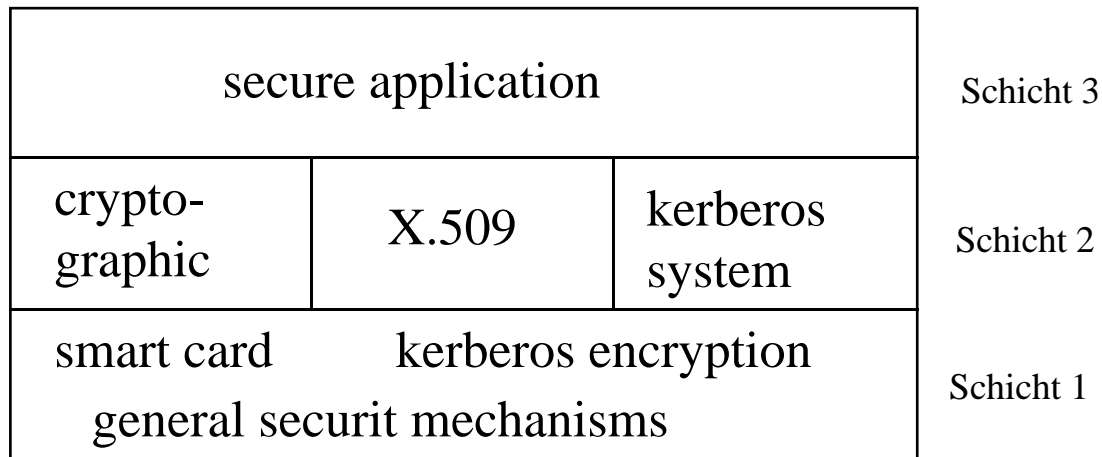 secure application
Schicht 3
crypto-
graphic
X.509
kerberos
system
Schicht 2
smart card kerberos encryption
general securit mechanisms
Schicht 1